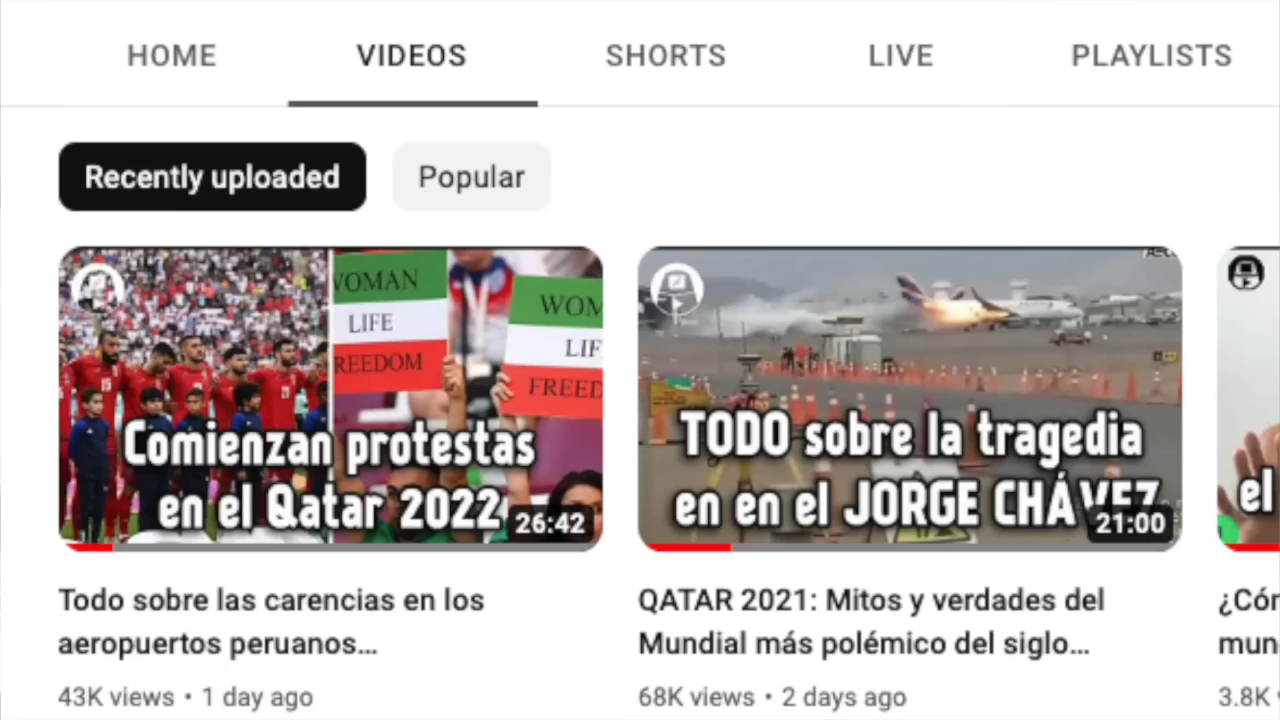 HOME VIDEOS SHORTS LIVE PLAYLISTS
Recently uploaded Popular
WOMAN
LIFE
FREEDOM
WOM
LIF
FREED
Comienzan protestas
en el Qatar 2022
26:42
TODO sobre la tragedia
en en el JORGE CHÁVEZ
21:00
el
Todo sobre las carencias en los
aeropuertos peruanos...
43K views • 1 day ago
QATAR 2021: Mitos y verdades del
Mundial más polémico del siglo...
68K views • 2 days ago
¿Cór
mun
3.8K